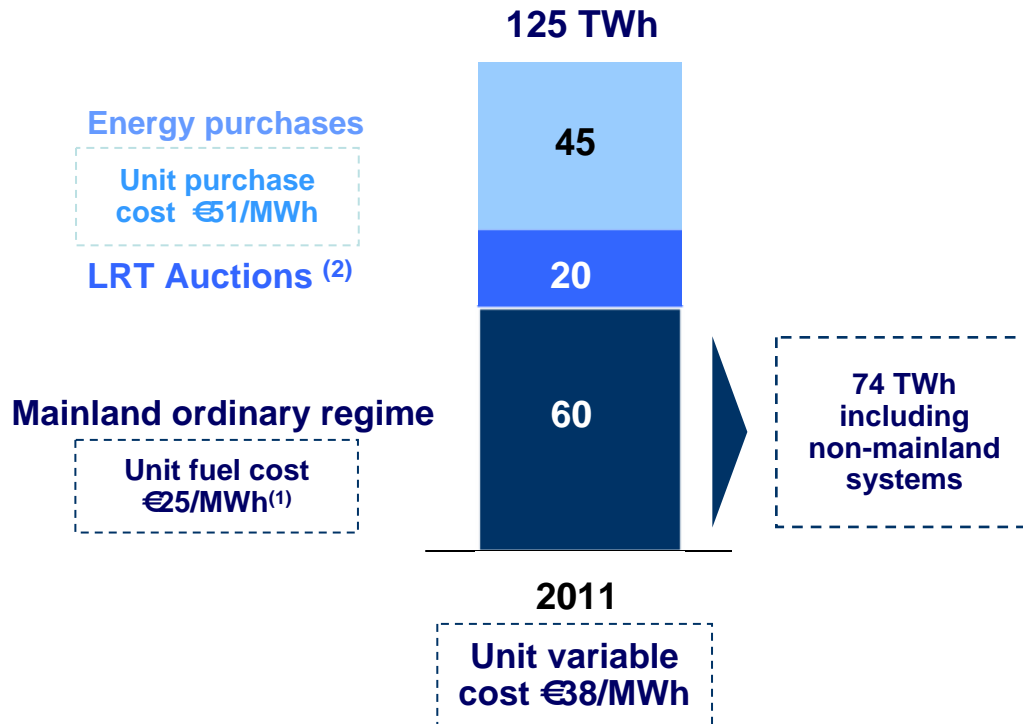 125 TWh
Energy purchases
45
Unit purchase
cost €51/MWh
LRT Auctions (2)
20
Mainland ordinary regime
60
Unit fuel cost
€25/MWh(1)
74 TWh
including
non-mainland
systems
2011
Unit variable
cost €38/MWh